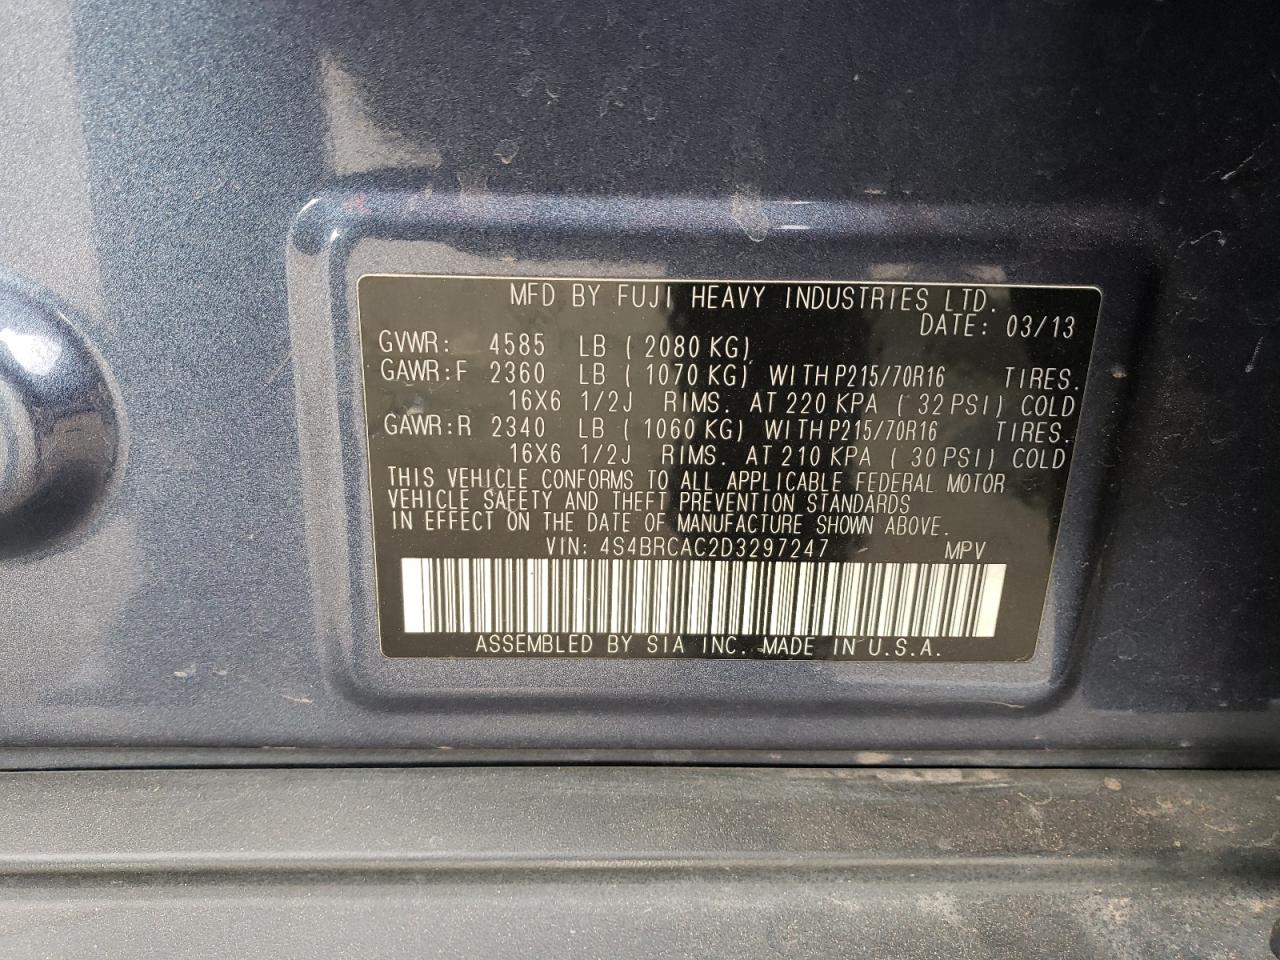 MFD BY FUJI HEAVY INDUSTRIES LTD.
DATE: 03/13
GVWR: 4585 LB ( 2080 KG)
GAWR:F 2360 LB ( 1070 KG) WITH P215/70R16 TIRES.
16X6 1/2J RIMS. AT 220 KPA ( 32 PSI) COLD
GAWR:R 2340 LB ( 1060 KG) WITH P215/70R16 TIRES.
16X6 1/2J RIMS. AT 210 KPA ( 30 PSI) COLD
THIS VEHICLE CONFORMS TO ALL APPLICABLE FEDERAL MOTOR
VEHICLE SAFETY AND THEFT PREVENTION STANDARDS
IN EFFECT ON THE DATE OF MANUFACTURE SHOWN ABOVE.
VIN: 4S4BRCAC2D3297247 MPV
ASSEMBLED BY SIA INC. MADE IN U.S.A.